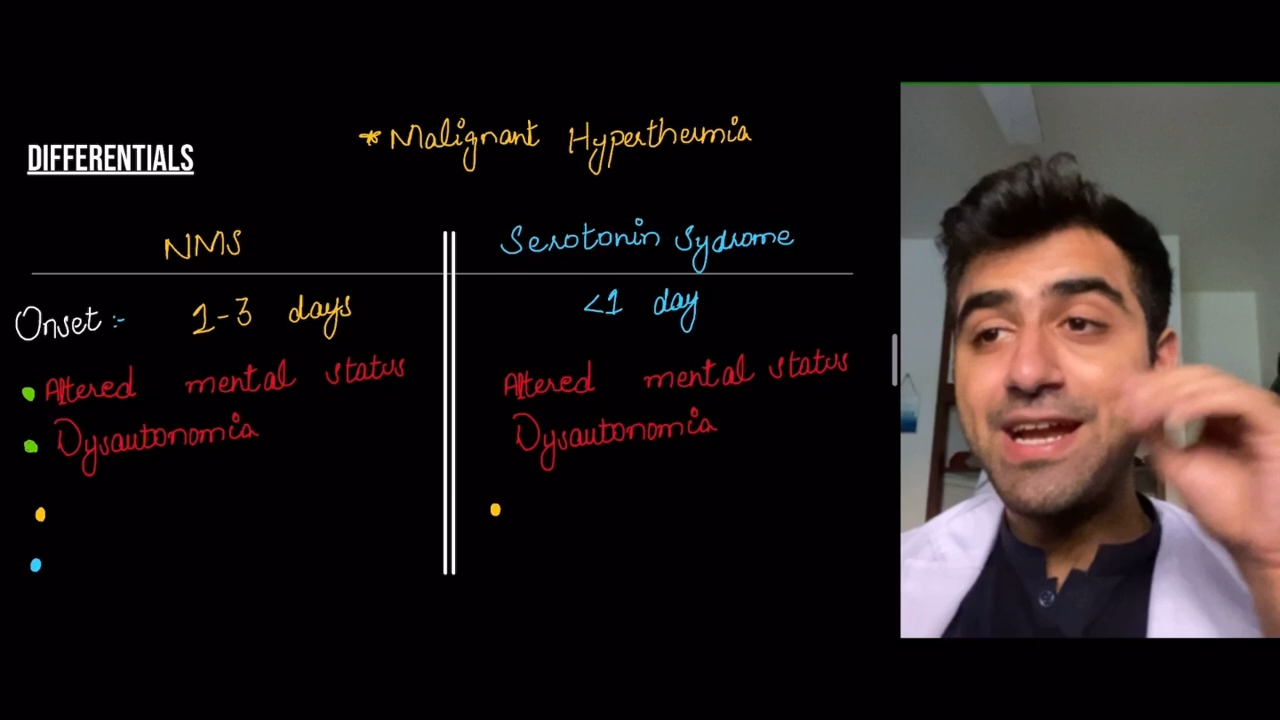 * Malignant Hyperthermia
DIFFERENTIALS
NMS
Serotonin Sydrome
Onset :- 1-3 days
<1 day
Altered mental status
Altered mental status
Dysautonomia
Dysautonomia